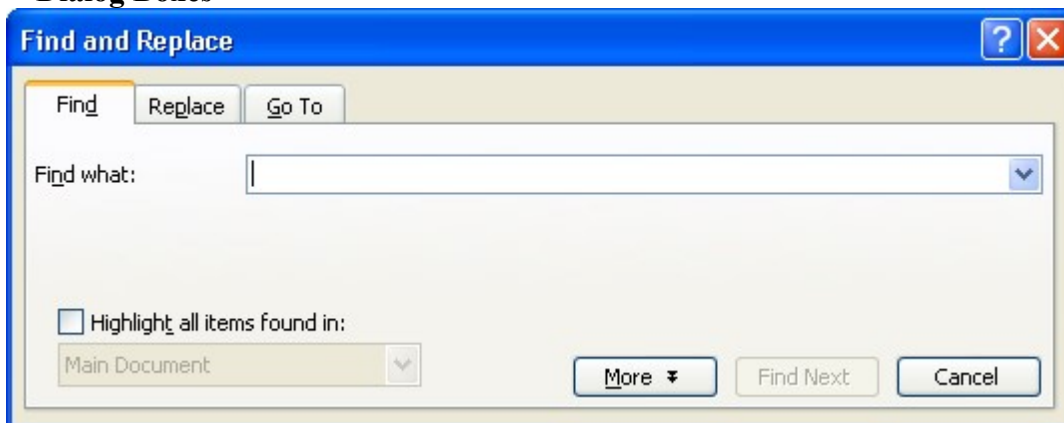 Dialog Boxes
Find and Replace
Find Replace Go To
Find what:
Highlight all items found in:
Main Document
More Find Next Cancel